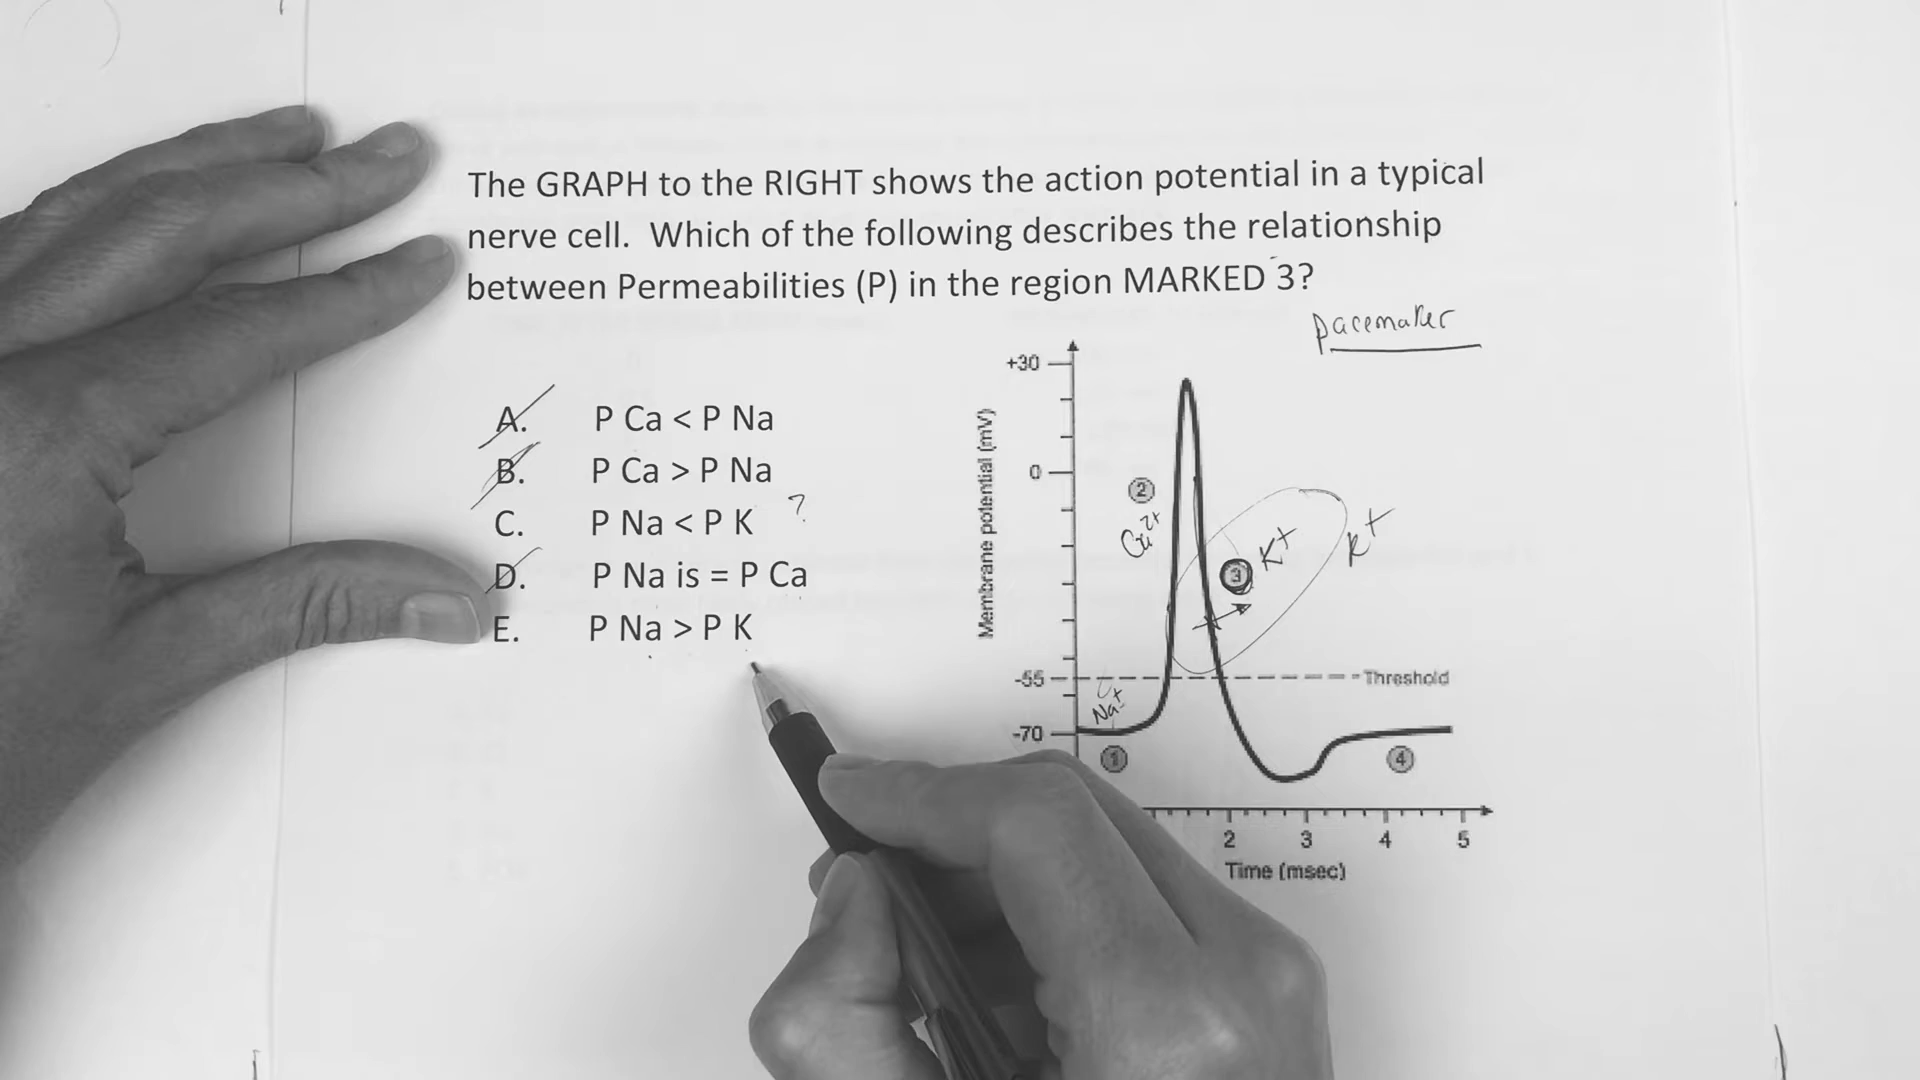 The GRAPH to the RIGHT shows the action potential in a typical
nerve cell. Which of the following describes the relationship
between Permeabilities (P) in the region MARKED 3?
pacemaker
A. P Ca < P Na
B. P Ca > P Na
C. P Na < P K ?
D. P Na is = P Ca
E. P Na > P K
Membrane potential (mV)
+30
0
-55
-70
2
Ca2+
3
K+
K+
Threshold
Na+
1
4
2 3 4 5
Time (msec)